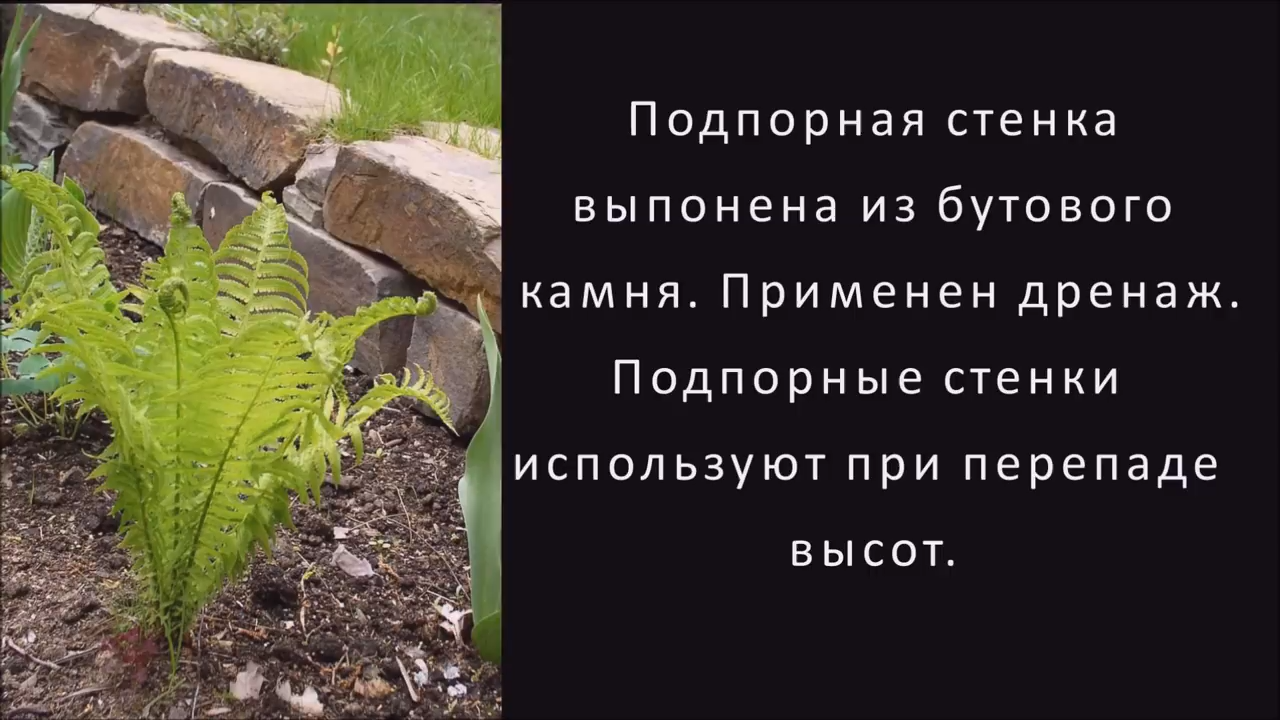 Подпорная стенка
выпонена из бутового
камня. Применен дренаж.
Подпорные стенки
используют при перепаде
высот.